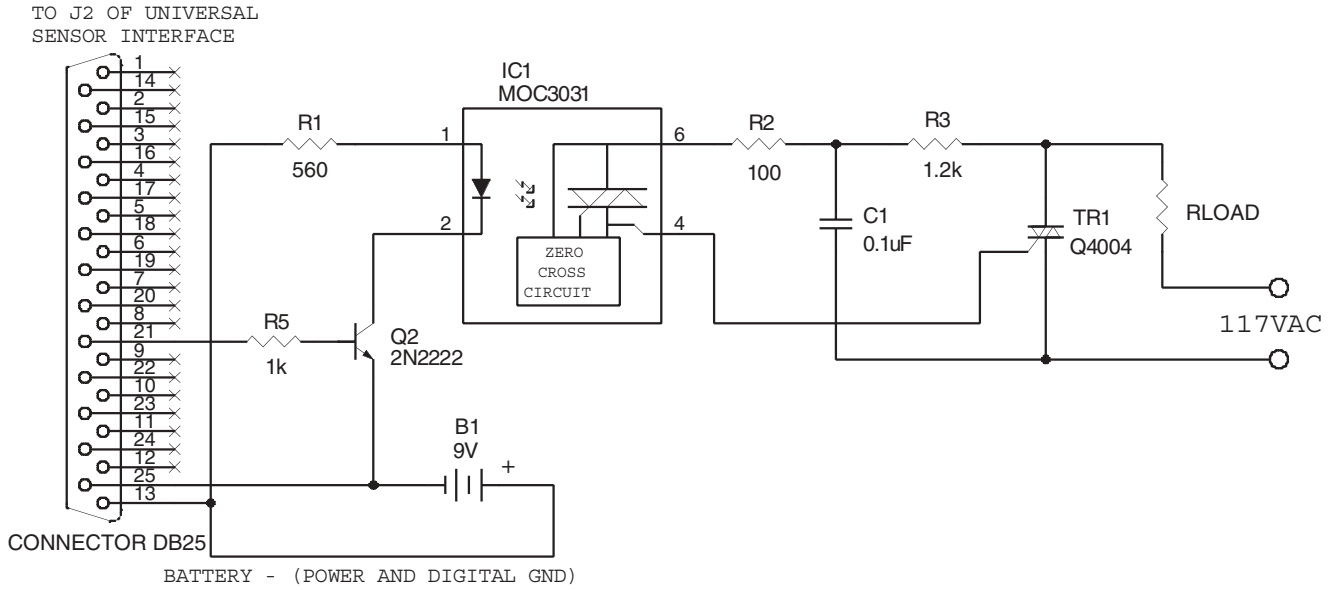 TO J2 OF UNIVERSAL
SENSOR INTERFACE
1
14
2
15
3
16
4
17
5
18
6
19
7
20
8
21
9
22
10
23
11
24
12
25
13
CONNECTOR DB25
R1
560
R5
1k
Q2
2N2222
B1
9V
+
BATTERY - (POWER AND DIGITAL GND)
IC1
MOC3031
1
2
6
4
ZERO
CROSS
CIRCUIT
R2
100
C1
0.1uF
R3
1.2k
TR1
Q4004
RLOAD
117VAC